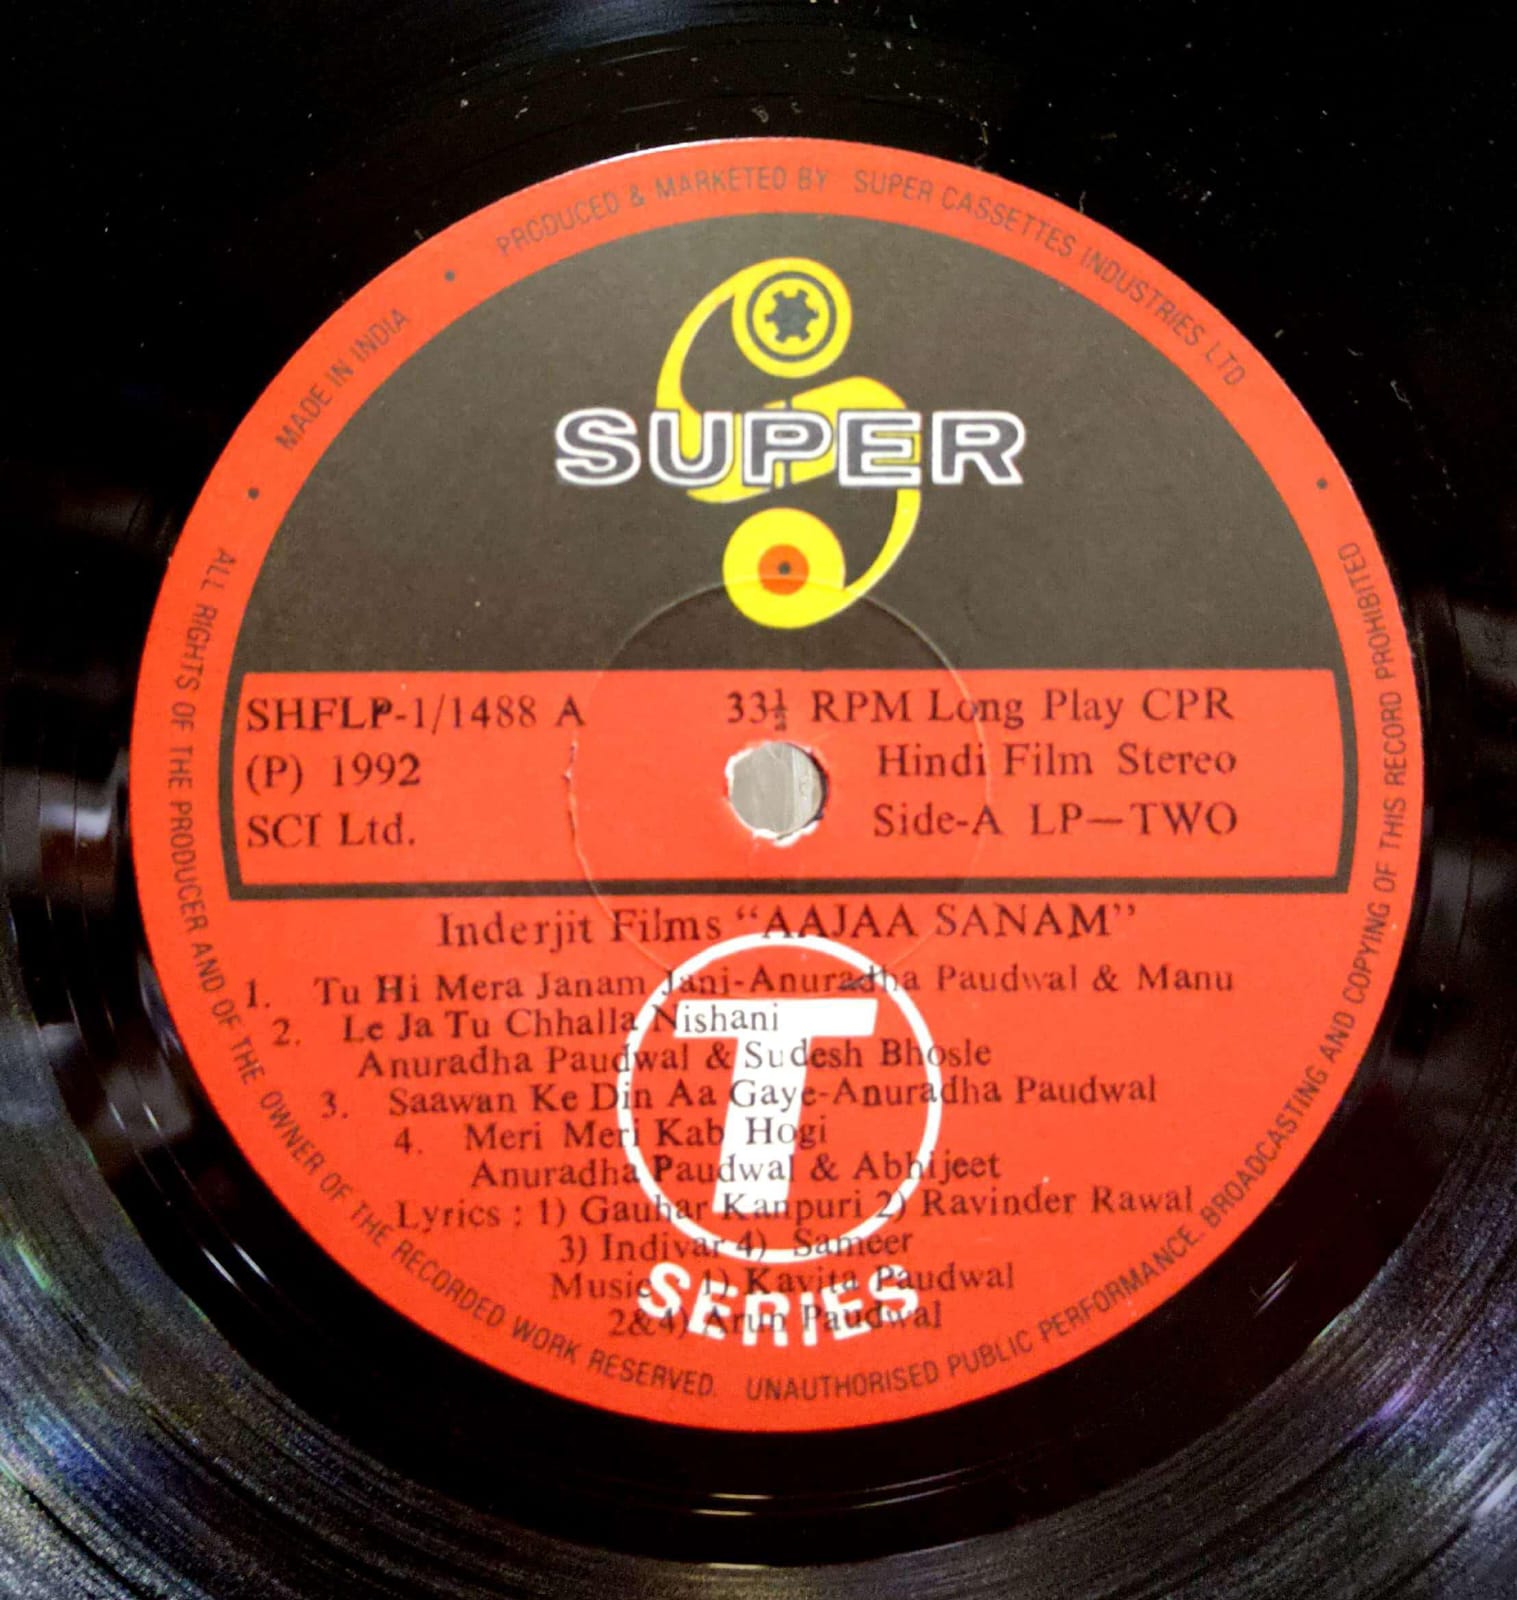 MADE IN INDIA • PRODUCED & MARKETED BY SUPER CASSETTES INDUSTRIES LTD •
SUPER
SHFLP-1/1488 A 33⅓ RPM Long Play CPR
(P) 1992 Hindi Film Stereo
SCI Ltd. Side-A LP—TWO
Inderjit Films “AAJAA SANAM”
1. Tu Hi Mera Janam Jani-Anuradha Paudwal & Manu
2. Le Ja Tu Chhalla Nishani
Anuradha Paudwal & Sudesh Bhosle
3. Saawan Ke Din Aa Gaye-Anuradha Paudwal
4. Meri Meri Kab Hogi
Anuradha Paudwal & Abhijeet
Lyrics : 1) Gauhar Kanpuri 2) Ravinder Rawal
3) Indivar 4) Sameer
Music 1) Kavita Paudwal
2&4) Arun Paudwal
T
SERIES
ALL RIGHTS OF THE PRODUCER AND OF THE OWNER OF THE RECORDED WORK RESERVED. UNAUTHORISED PUBLIC PERFORMANCE. BROADCASTING AND COPYING OF THIS RECORD PROHIBITED